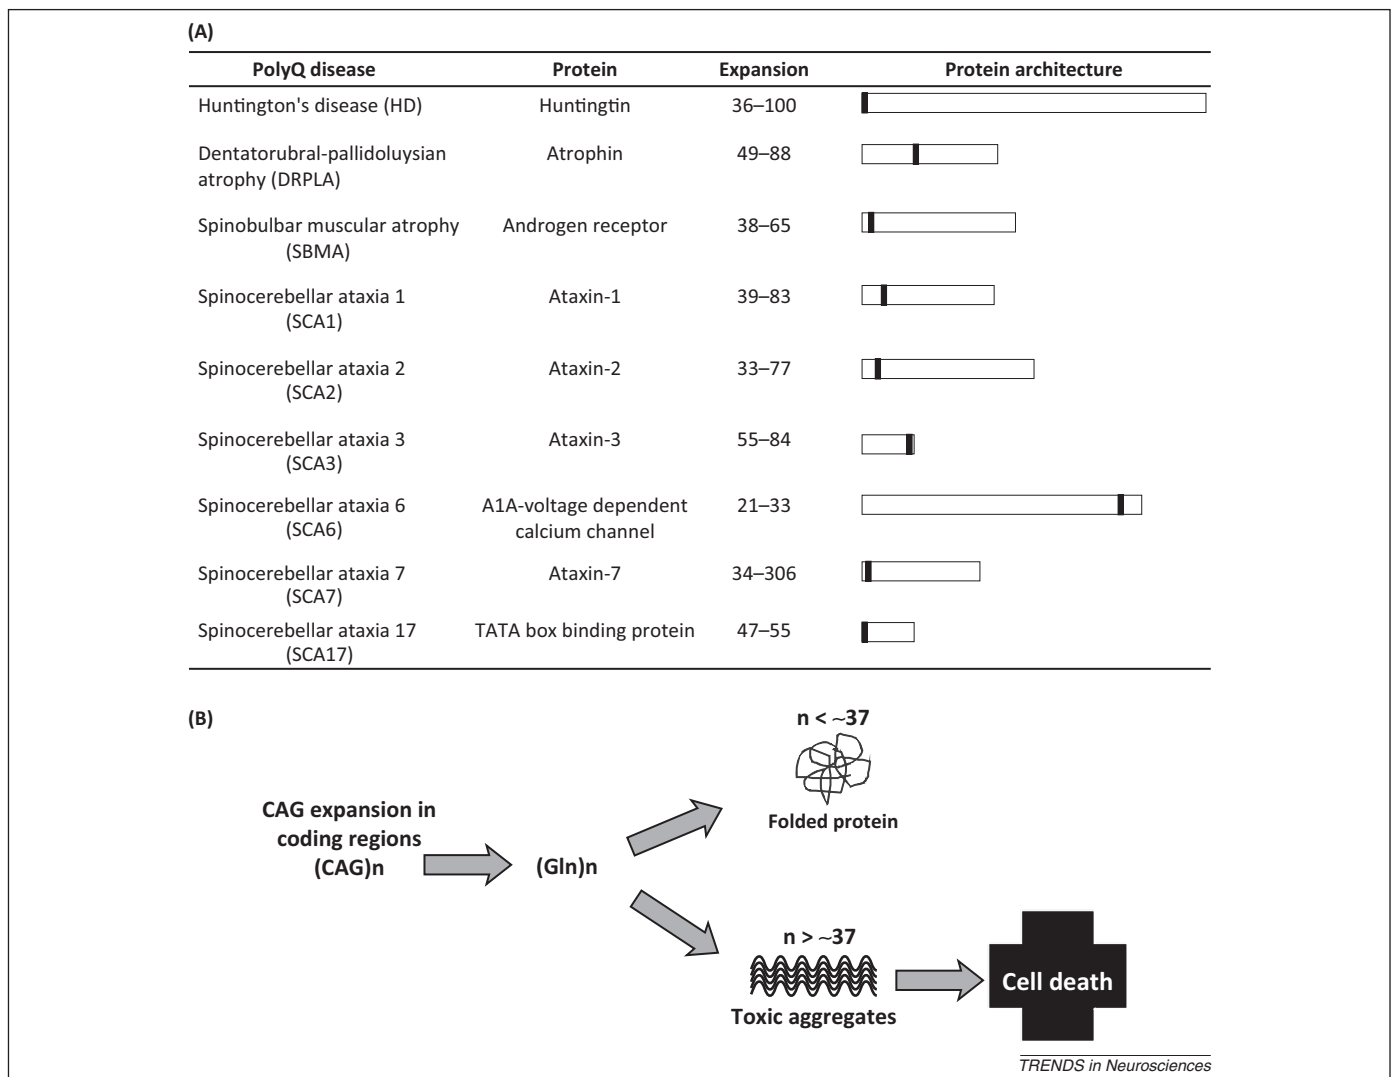 (A)
PolyQ disease Protein Expansion Protein architecture
Huntington's disease (HD) Huntingtin 36–100
Dentatorubral-pallidoluysian Atrophin 49–88
atrophy (DRPLA)
Spinobulbar muscular atrophy Androgen receptor 38–65
(SBMA)
Spinocerebellar ataxia 1 Ataxin-1 39–83
(SCA1)
Spinocerebellar ataxia 2 Ataxin-2 33–77
(SCA2)
Spinocerebellar ataxia 3 Ataxin-3 55–84
(SCA3)
Spinocerebellar ataxia 6 A1A-voltage dependent 21–33
(SCA6) calcium channel
Spinocerebellar ataxia 7 Ataxin-7 34–306
(SCA7)
Spinocerebellar ataxia 17 TATA box binding protein 47–55
(SCA17)
(B)
n < ~37
Folded protein
CAG expansion in
coding regions
(CAG)n
(Gln)n
n > ~37
Toxic aggregates
Cell death
TRENDS in Neurosciences